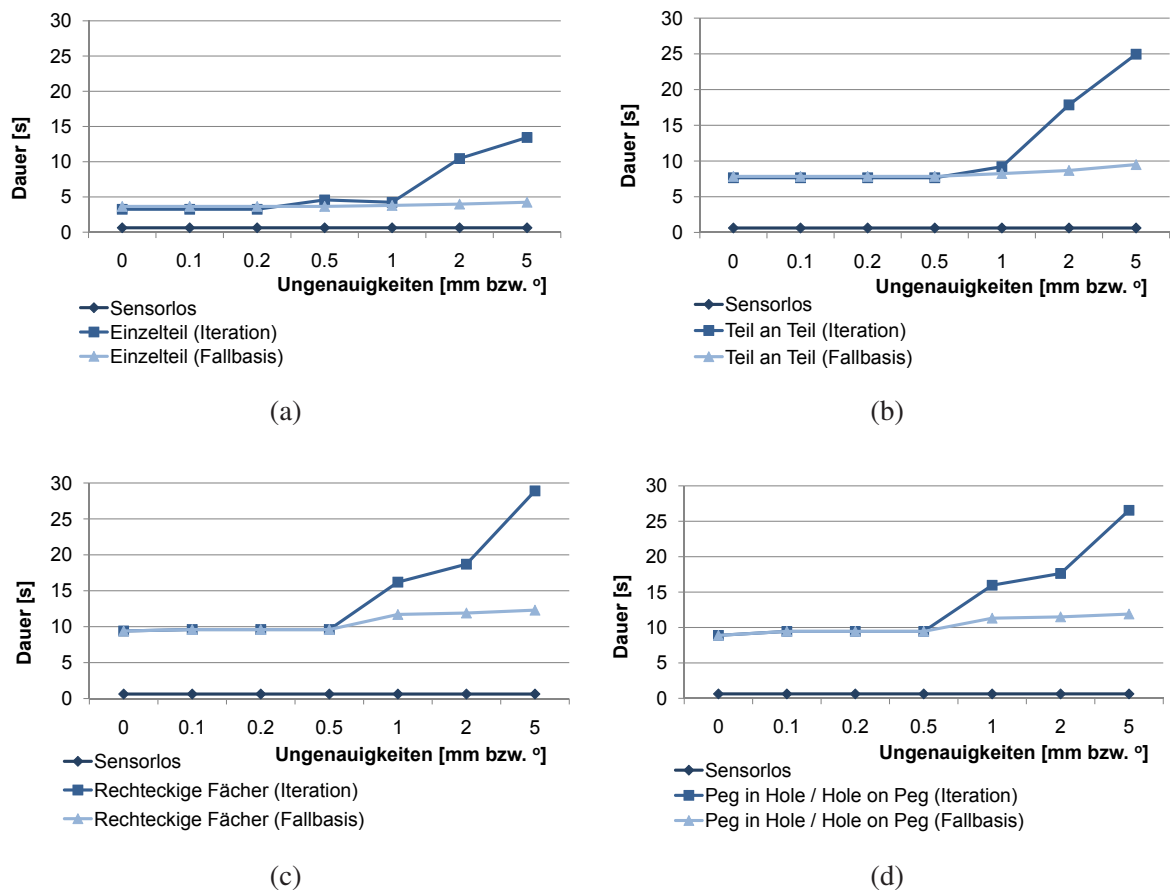 30
25
20
15
10
5
0
Dauer [s]
0 0.1 0.2 0.5 1 2 5
Ungenauigkeiten [mm bzw. º]
Sensorlos
Einzelteil (Iteration)
Einzelteil (Fallbasis)
(a)
30
25
20
15
10
5
0
Dauer [s]
0 0.1 0.2 0.5 1 2 5
Ungenauigkeiten [mm bzw. º]
Sensorlos
Teil an Teil (Iteration)
Teil an Teil (Fallbasis)
(b)
30
25
20
15
10
5
0
Dauer [s]
0 0.1 0.2 0.5 1 2 5
Ungenauigkeiten [mm bzw. º]
Sensorlos
Rechteckige Fächer (Iteration)
Rechteckige Fächer (Fallbasis)
(c)
30
25
20
15
10
5
0
Dauer [s]
0 0.1 0.2 0.5 1 2 5
Ungenauigkeiten [mm bzw. º]
Sensorlos
Peg in Hole / Hole on Peg (Iteration)
Peg in Hole / Hole on Peg (Fallbasis)
(d)